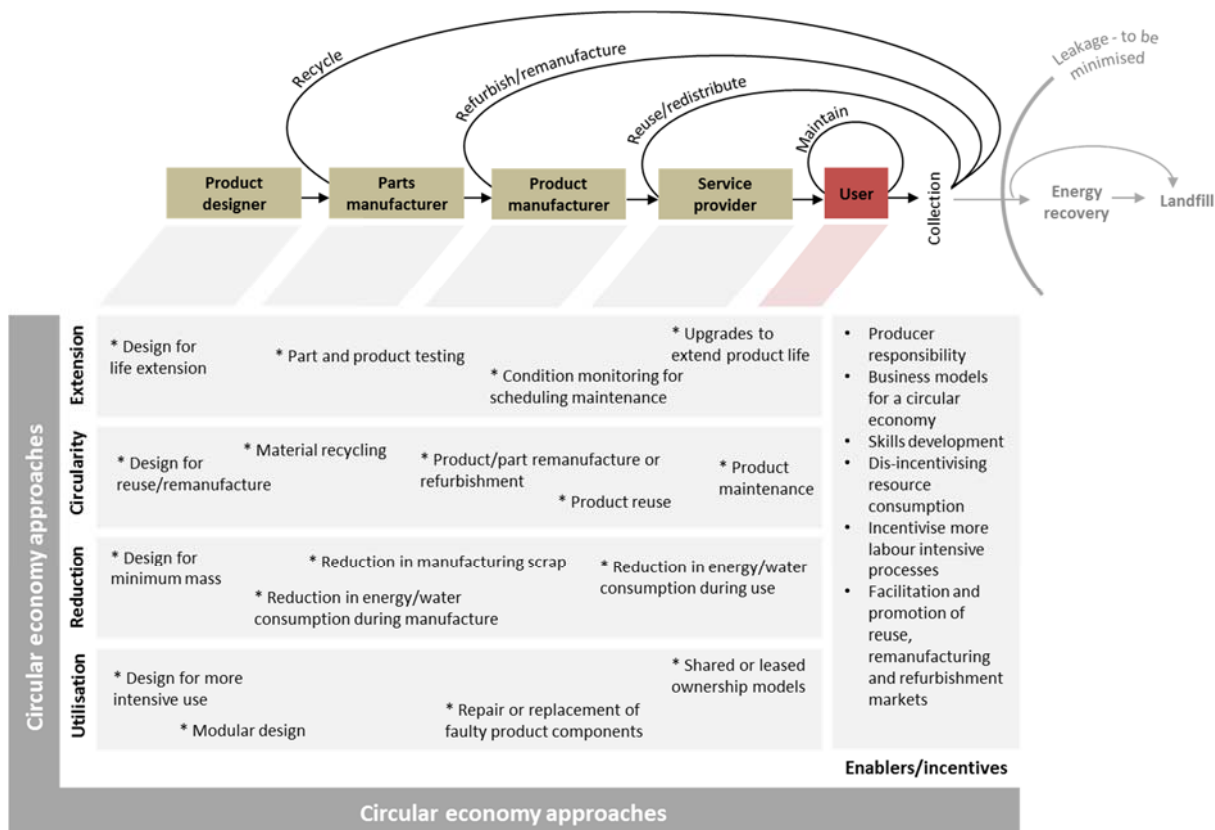 Leakage - to be
minimised
Recycle
Refurbish/remanufacture
Reuse/redistribute
Maintain
Product
designer
Parts
manufacturer
Product
manufacturer
Service
provider
User
Collection
Energy
recovery
Landfill
Circular economy approaches
Extension
* Design for
life extension
* Part and product testing
* Condition monitoring for
scheduling maintenance
* Upgrades to
extend product life
Circularity
* Design for
reuse/remanufacture
* Material recycling
* Product/part remanufacture or
refurbishment
* Product reuse
* Product
maintenance
Reduction
* Design for
minimum mass
* Reduction in manufacturing scrap
* Reduction in energy/water
consumption during manufacture
* Reduction in energy/water
consumption during use
Utilisation
* Design for more
intensive use
* Modular design
* Repair or replacement of
faulty product components
* Shared or leased
ownership models
• Producer
responsibility
• Business models
for a circular
economy
• Skills development
• Dis-incentivising
resource
consumption
• Incentivise more
labour intensive
processes
• Facilitation and
promotion of
reuse,
remanufacturing
and refurbishment
markets
Enablers/incentives
Circular economy approaches